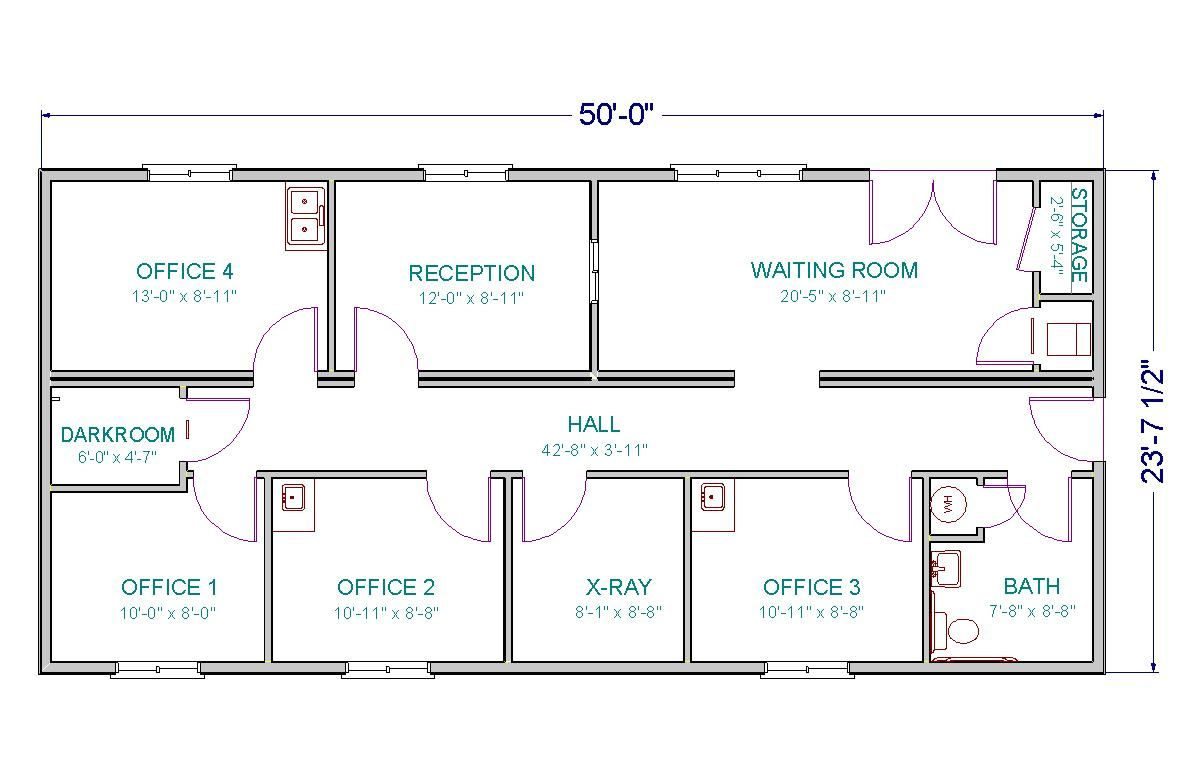 50'-0"
OFFICE 4
13'-0" x 8'-11"
RECEPTION
12'-0" x 8'-11"
WAITING ROOM
20'-5" x 8'-11"
STORAGE
2'-6" x 5'-4"
23'-7 1/2"
DARKROOM
6'-0" x 4'-7"
HALL
42'-8" x 3'-11"
OFFICE 1
10'-0" x 8'-0"
OFFICE 2
10'-11" x 8'-8"
X-RAY
8'-1" x 8'-8"
OFFICE 3
10'-11" x 8'-8"
WH
BATH
7'-8" x 8'-8"